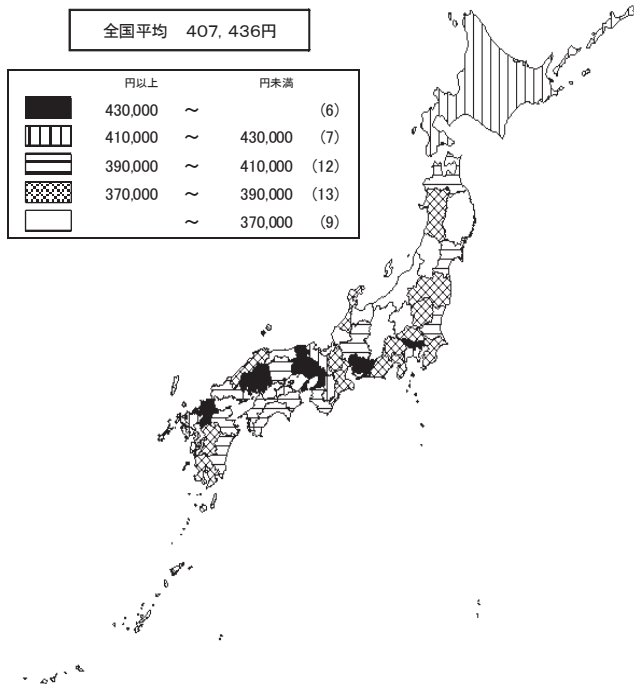 全国平均 407,436円
円以上 円未満
430,000 ～ (6)
410,000 ～ 430,000 (7)
390,000 ～ 410,000 (12)
370,000 ～ 390,000 (13)
～ 370,000 (9)